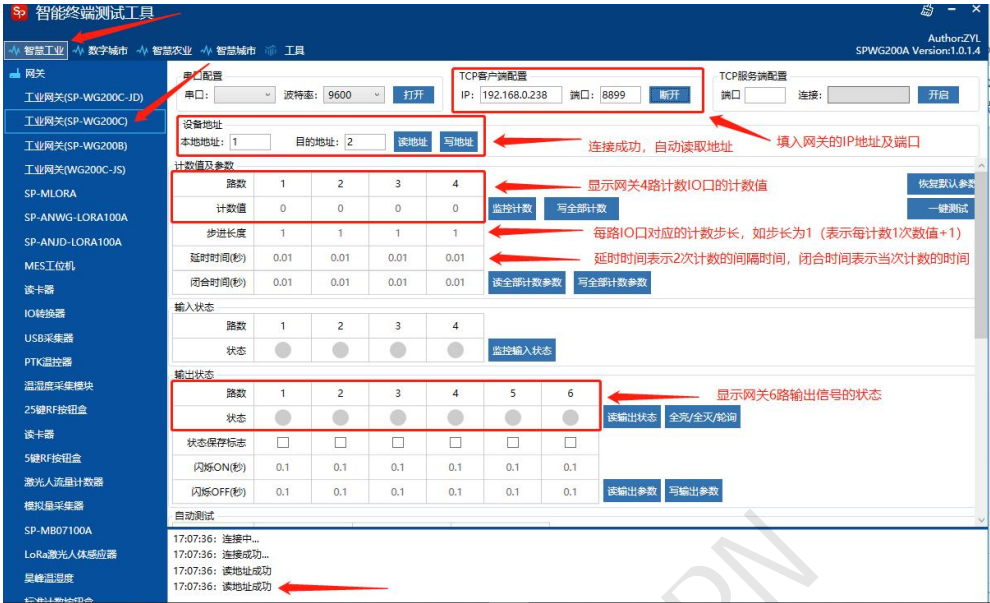 SP 智能终端测试工具
Author:ZYL
SPWG200A Version:1.0.1.4
智慧工业 数字城市 智慧农业 智慧城市 工具
网关
工业网关(SP-WG200C-JD)
工业网关(SP-WG200C)
工业网关(SP-WG200B)
工业网关(WG200C-JS)
SP-MLORA
SP-ANWG-LORA100A
SP-ANJD-LORA100A
MES工位机
读卡器
IO转换器
USB采集器
PTK温控器
温湿度采集模块
25键RF按钮盒
读卡器
5键RF按钮盒
激光人流量计数器
模拟量采集器
SP-MB07100A
LoRa激光人体感应器
昊峰温湿度
标准计数按钮盒
串口配置
串口: 波特率: 9600 打开
TCP客户端配置
IP: 192.168.0.238 端口: 8899 断开
TCP服务端配置
端口 连接: 开启
设备地址
本地地址: 1 目的地址: 2 读地址 写地址
连接成功，自动读取地址
填入网关的IP地址及端口
计数值及参数
路数 1 2 3 4
显示网关4路计数IO口的计数值
恢复默认参数
计数值 0 0 0 0 监控计数 写全部计数
一键测试
步进长度 1 1 1 1
每路IO口对应的计数步长，如步长为1（表示每计数1次数值+1）
延时时间(秒) 0.01 0.01 0.01 0.01
延时时间表示2次计数的间隔时间，闭合时间表示当次计数的时间
闭合时间(秒) 0.01 0.01 0.01 0.01 读全部计数参数 写全部计数参数
输入状态
路数 1 2 3 4
状态 监控输入状态
输出状态
路数 1 2 3 4 5 6
显示网关6路输出信号的状态
状态 读输出状态 全亮/全灭/轮询
状态保存标志
闪烁ON(秒) 0.1 0.1 0.1 0.1 0.1 0.1
闪烁OFF(秒) 0.1 0.1 0.1 0.1 0.1 0.1 读输出参数 写输出参数
自动测试
17:07:36: 连接中...
17:07:36: 连接成功...
17:07:36: 读地址成功
17:07:36: 读地址成功